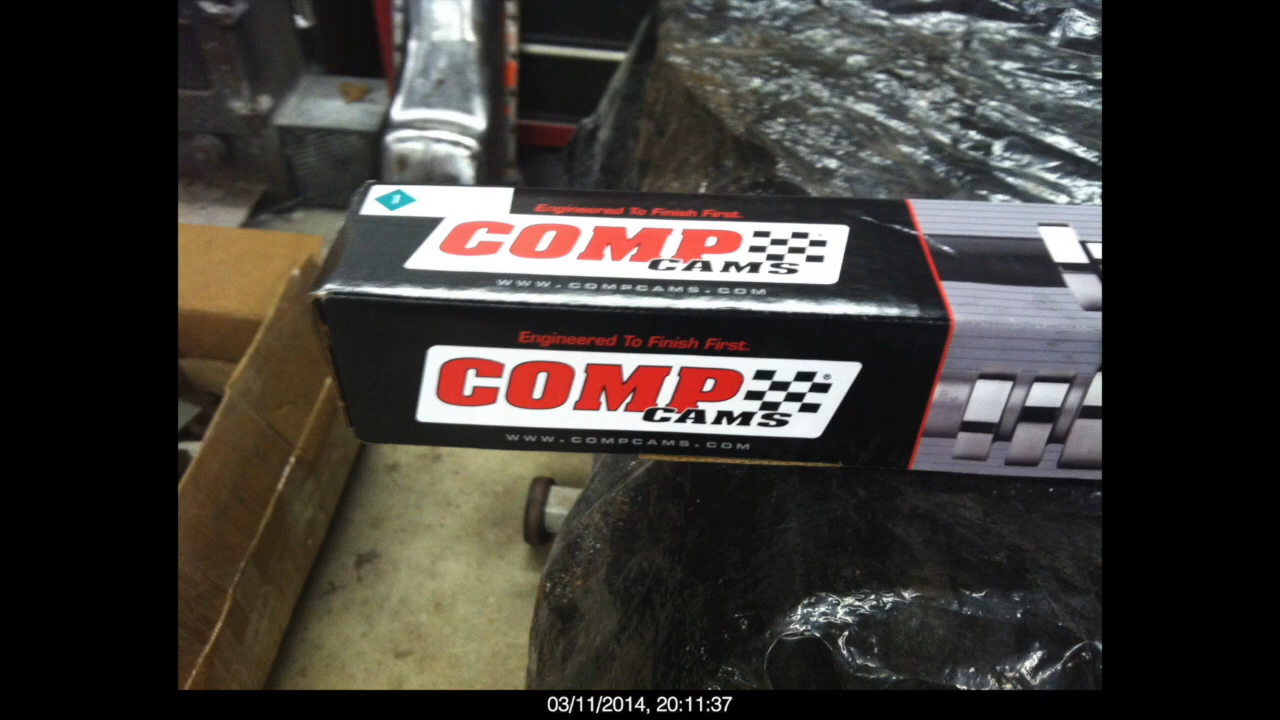 Engineered To Finish First.
COMP
CAMS
WWW.COMPCAMS.COM
Engineered To Finish First.
COMP ®
CAMS
WWW.COMPCAMS.COM
03/11/2014, 20:11:37